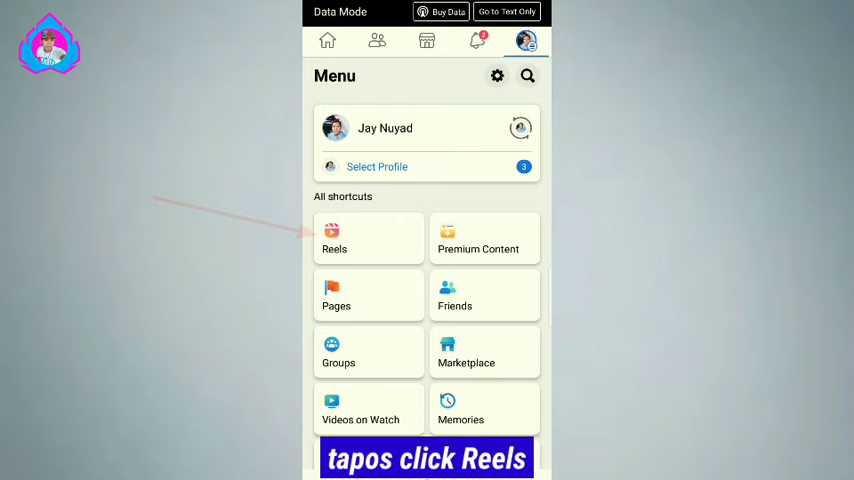 Data Mode
Buy Data
Go to Text Only
2
Menu
Jay Nuyad
Select Profile
3
All shortcuts
Reels
Premium Content
Pages
Friends
Groups
Marketplace
Videos on Watch
Memories
tapos click Reels